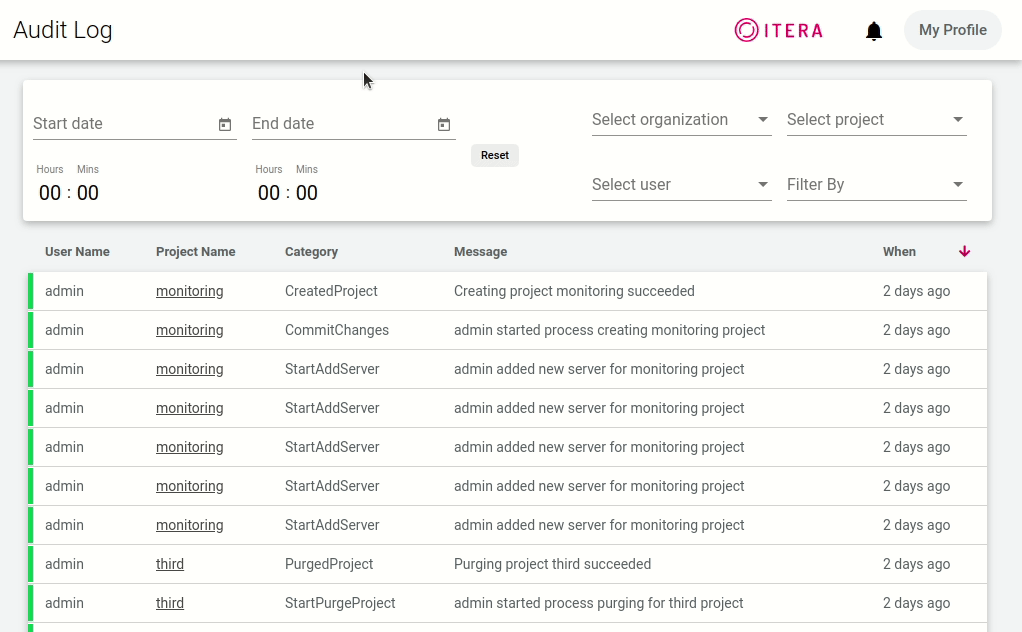 Audit Log
ITERA
My Profile
Start date
End date
Select organization
Select project
Hours Mins
00 : 00
Hours Mins
00 : 00
Reset
Select user
Filter By
User Name Project Name Category Message When
admin monitoring CreatedProject Creating project monitoring succeeded 2 days ago
admin monitoring CommitChanges admin started process creating monitoring project 2 days ago
admin monitoring StartAddServer admin added new server for monitoring project 2 days ago
admin monitoring StartAddServer admin added new server for monitoring project 2 days ago
admin monitoring StartAddServer admin added new server for monitoring project 2 days ago
admin monitoring StartAddServer admin added new server for monitoring project 2 days ago
admin monitoring StartAddServer admin added new server for monitoring project 2 days ago
admin third PurgedProject Purging project third succeeded 2 days ago
admin third StartPurgeProject admin started process purging for third project 2 days ago